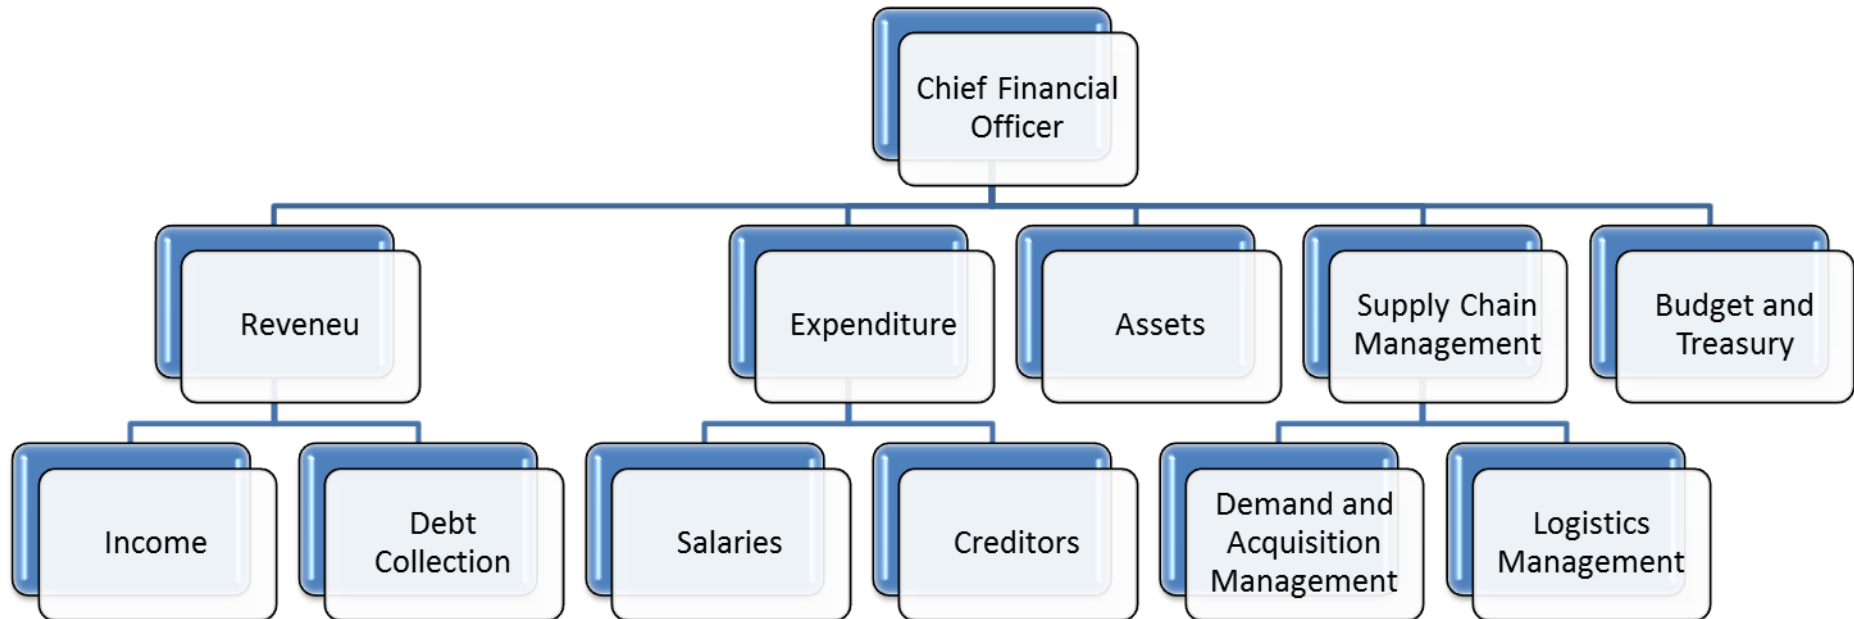 Chief Financial
Officer
Reveneu
Expenditure
Assets
Supply Chain
Management
Budget and
Treasury
Income
Debt
Collection
Salaries
Creditors
Demand and
Acquisition
Management
Logistics
Management